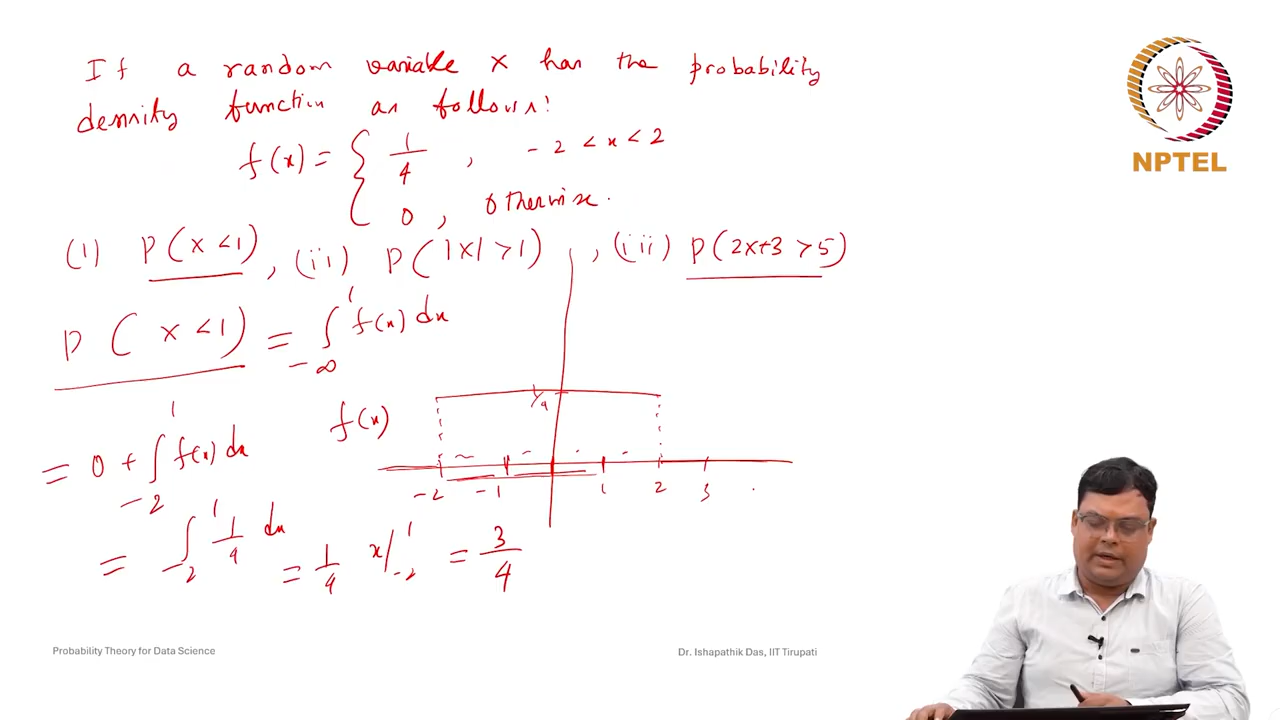 If a random variable X has the probability
density function as follows:
f(x) = { 1/4 , -2 < x < 2
0 , otherwise.
(i) P(X < 1) , (ii) P(|X| > 1) , (iii) P(2X+3 > 5)
P(X < 1) = ∫_{-∞}^{1} f(x) dx
= 0 + ∫_{-2}^{1} f(x) dx
f(x)
1/4
-2 -1 1 2 3
= ∫_{-2}^{1} 1/4 dx = 1/4 x/_{-2}^{1} = 3/4
NPTEL
Probability Theory for Data Science
Dr. Ishapathik Das, IIT Tirupati